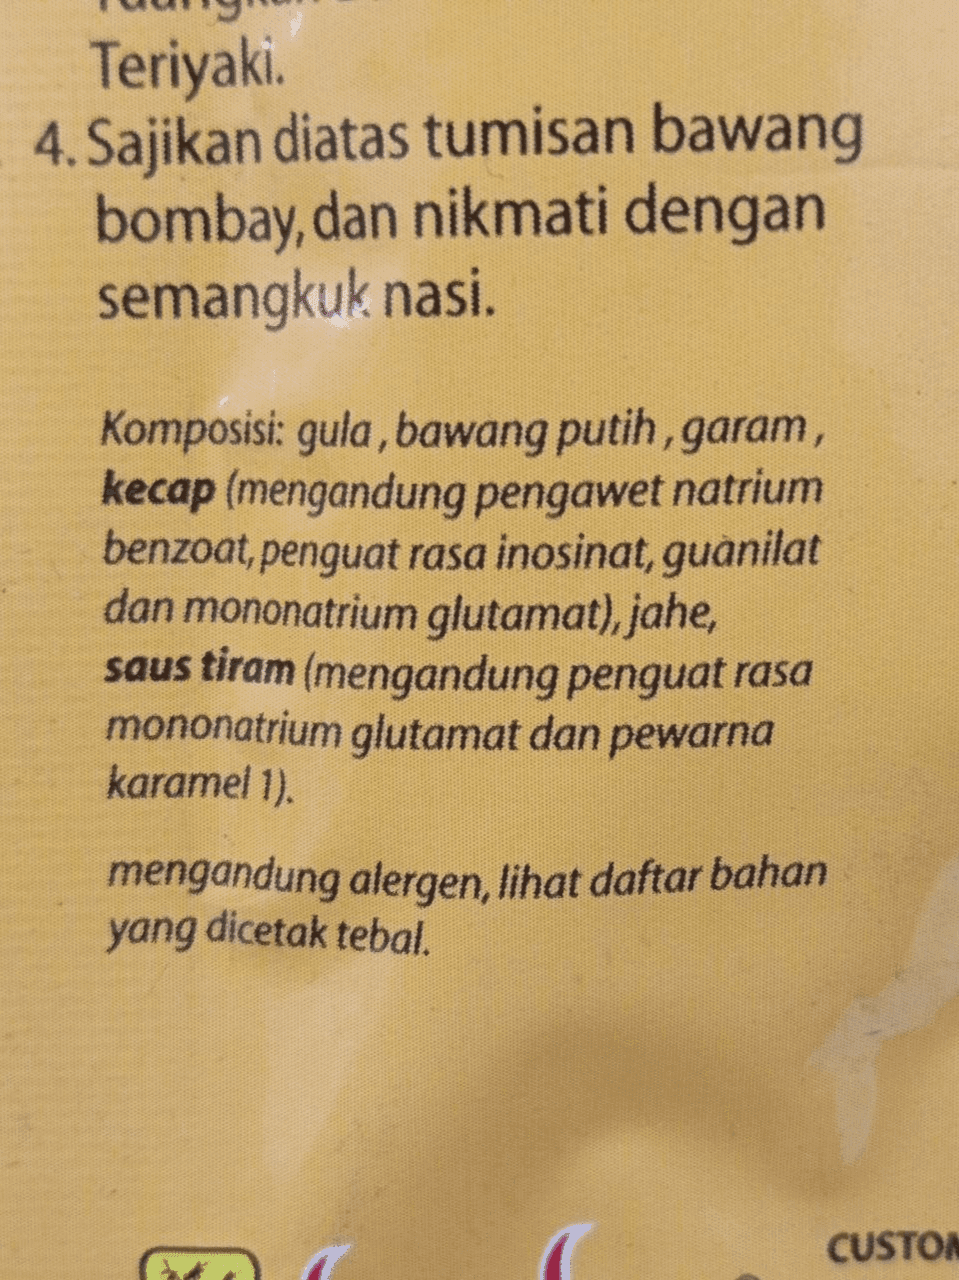 Teriyaki.
4. Sajikan diatas tumisan bawang
bombay, dan nikmati dengan
semangkuk nasi.
Komposisi: gula , bawang putih , garam ,
kecap (mengandung pengawet natrium
benzoat, penguat rasa inosinat, guanilat
dan mononatrium glutamat), jahe,
saus tiram (mengandung penguat rasa
mononatrium glutamat dan pewarna
karamel 1).
mengandung alergen, lihat daftar bahan
yang dicetak tebal.